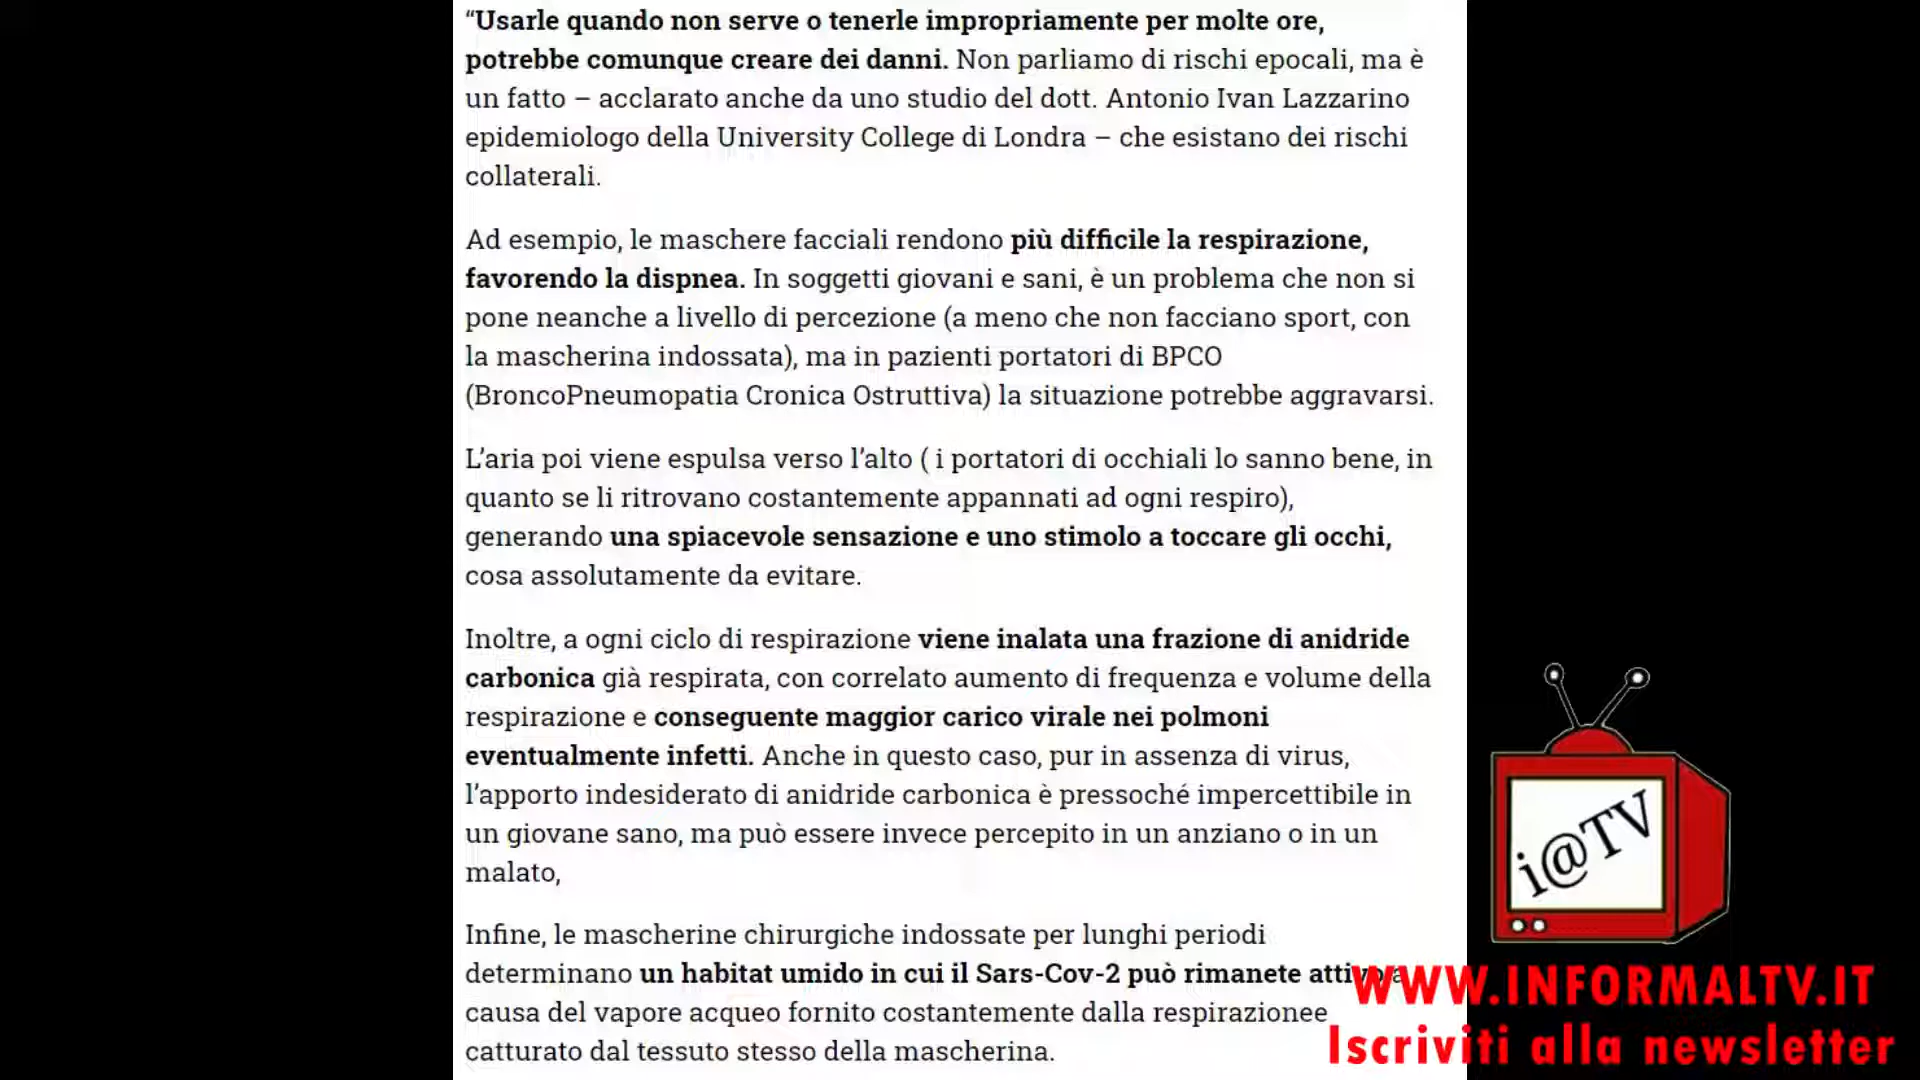 “Usarle quando non serve o tenerle impropriamente per molte ore,
potrebbe comunque creare dei danni. Non parliamo di rischi epocali, ma è
un fatto – acclarato anche da uno studio del dott. Antonio Ivan Lazzarino
epidemiologo della University College di Londra – che esistano dei rischi
collaterali.
Ad esempio, le maschere facciali rendono più difficile la respirazione,
favorendo la dispnea. In soggetti giovani e sani, è un problema che non si
pone neanche a livello di percezione (a meno che non facciano sport, con
la mascherina indossata), ma in pazienti portatori di BPCO
(BroncoPneumopatia Cronica Ostruttiva) la situazione potrebbe aggravarsi.
L’aria poi viene espulsa verso l’alto ( i portatori di occhiali lo sanno bene, in
quanto se li ritrovano costantemente appannati ad ogni respiro),
generando una spiacevole sensazione e uno stimolo a toccare gli occhi,
cosa assolutamente da evitare.
Inoltre, a ogni ciclo di respirazione viene inalata una frazione di anidride
carbonica già respirata, con correlato aumento di frequenza e volume della
respirazione e conseguente maggior carico virale nei polmoni
eventualmente infetti. Anche in questo caso, pur in assenza di virus,
l’apporto indesiderato di anidride carbonica è pressoché impercettibile in
un giovane sano, ma può essere invece percepito in un anziano o in un
malato,
Infine, le mascherine chirurgiche indossate per lunghi periodi
determinano un habitat umido in cui il Sars-Cov-2 può rimanete attivo a
causa del vapore acqueo fornito costantemente dalla respirazionee
catturato dal tessuto stesso della mascherina.
i@TV
WWW.INFORMALTV.IT
Iscriviti alla newsletter